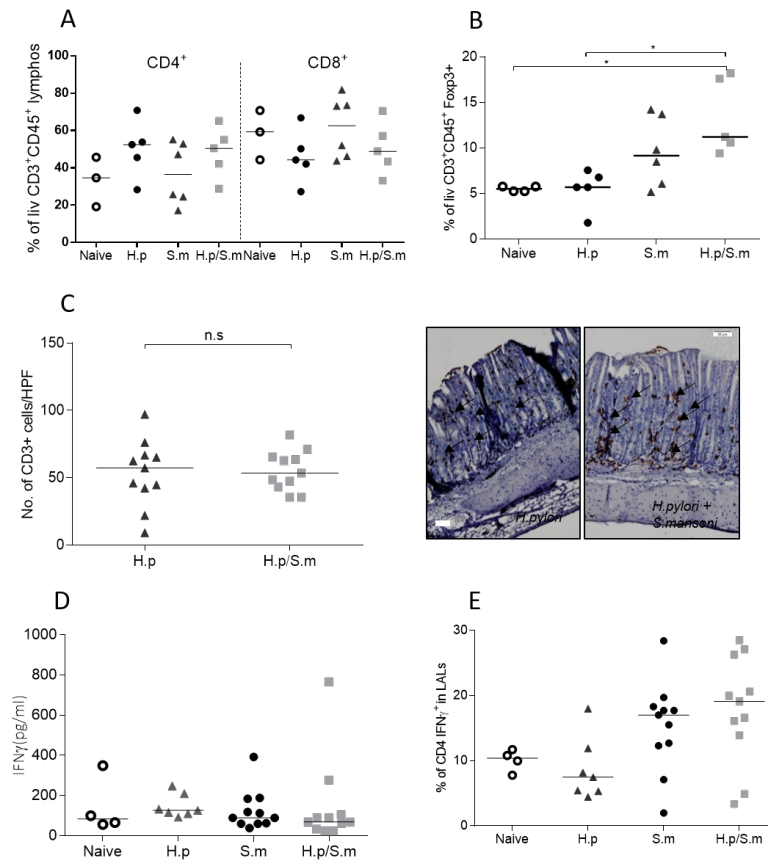 A
B
CD4+
CD8+
% of liv CD3+CD45+ lymphos
100
80
60
40
20
0
Naive
H.p
S.m
H.p/S.m
Naive
H.p
S.m
H.p/S.m
% of liv CD3+CD45+ Foxp3+
20
15
10
5
0
*
*
Naive
H.p
S.m
H.p/S.m
C
No. of CD3+ cells/HPF
150
100
50
0
n.s
H.p
H.p/S.m
H.pylori
H.pylori +
S.mansoni
D
E
IFNγ(pg/ml)
1000
800
600
400
200
0
Naive
H.p
S.m
H.p/S.m
% of CD4 IFNγ+ in LALs
30
20
10
0
Naive
H.p
S.m
H.p/S.m